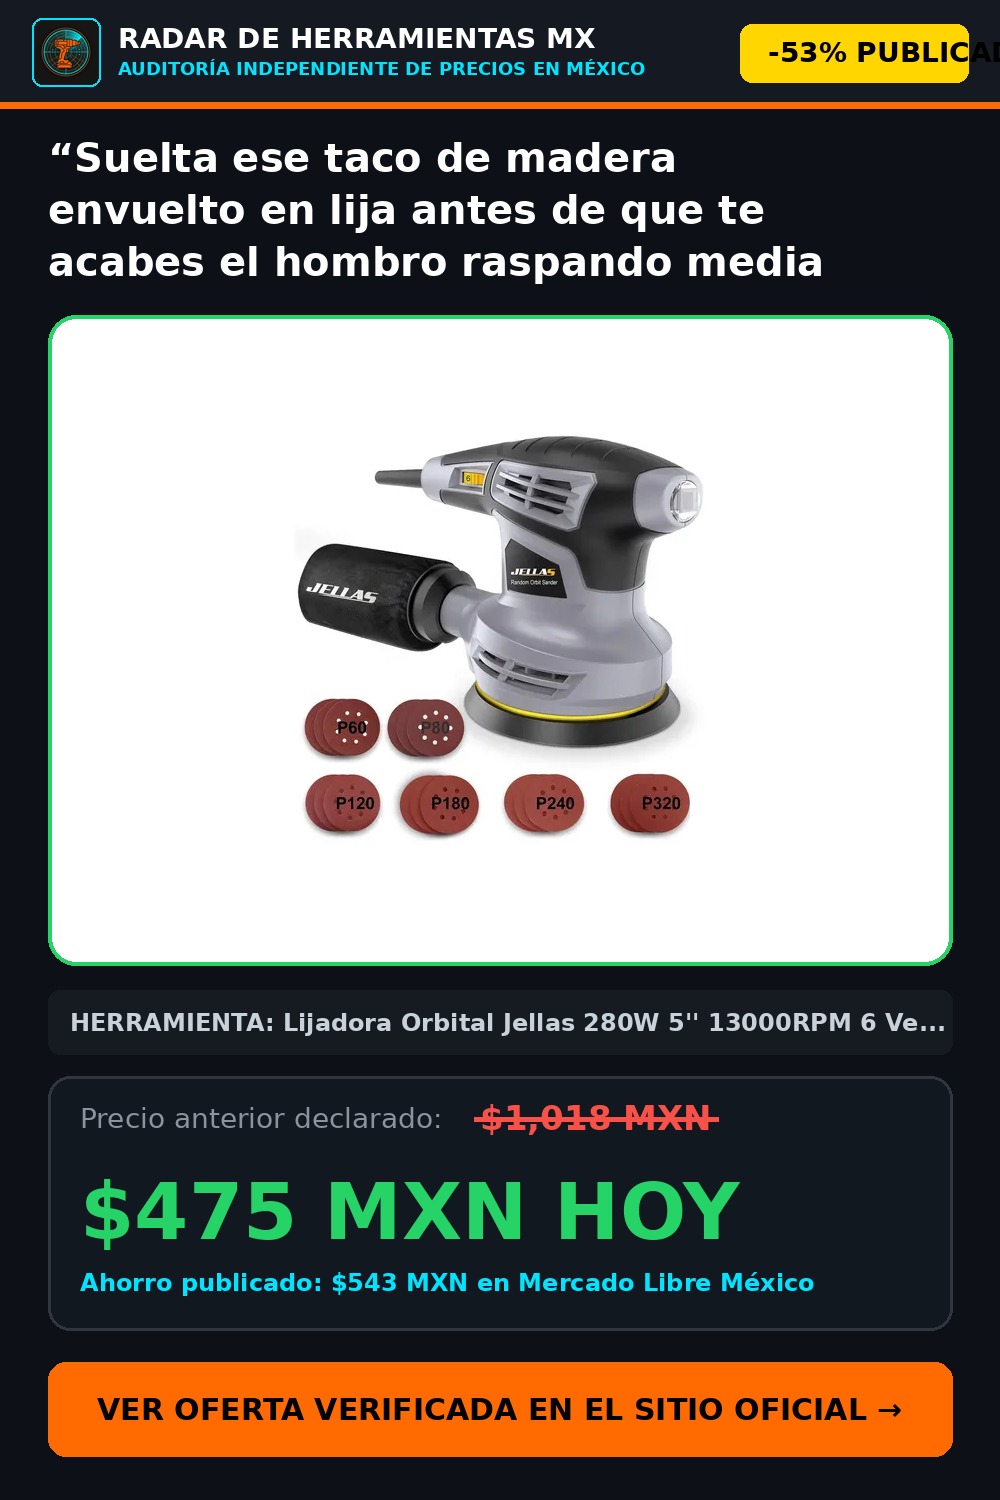 RADAR DE HERRAMIENTAS MX
AUDITORÍA INDEPENDIENTE DE PRECIOS EN MÉXICO
-53% PUBLICAD
“Suelta ese taco de madera
envuelto en lija antes de que te
acabes el hombro raspando media
6
JELLAS
Random Orbit Sander
JELLAS
P60
P80
P120
P180
P240
P320
HERRAMIENTA: Lijadora Orbital Jellas 280W 5'' 13000RPM 6 Ve...
Precio anterior declarado: $1,018 MXN
$475 MXN HOY
Ahorro publicado: $543 MXN en Mercado Libre México
VER OFERTA VERIFICADA EN EL SITIO OFICIAL →